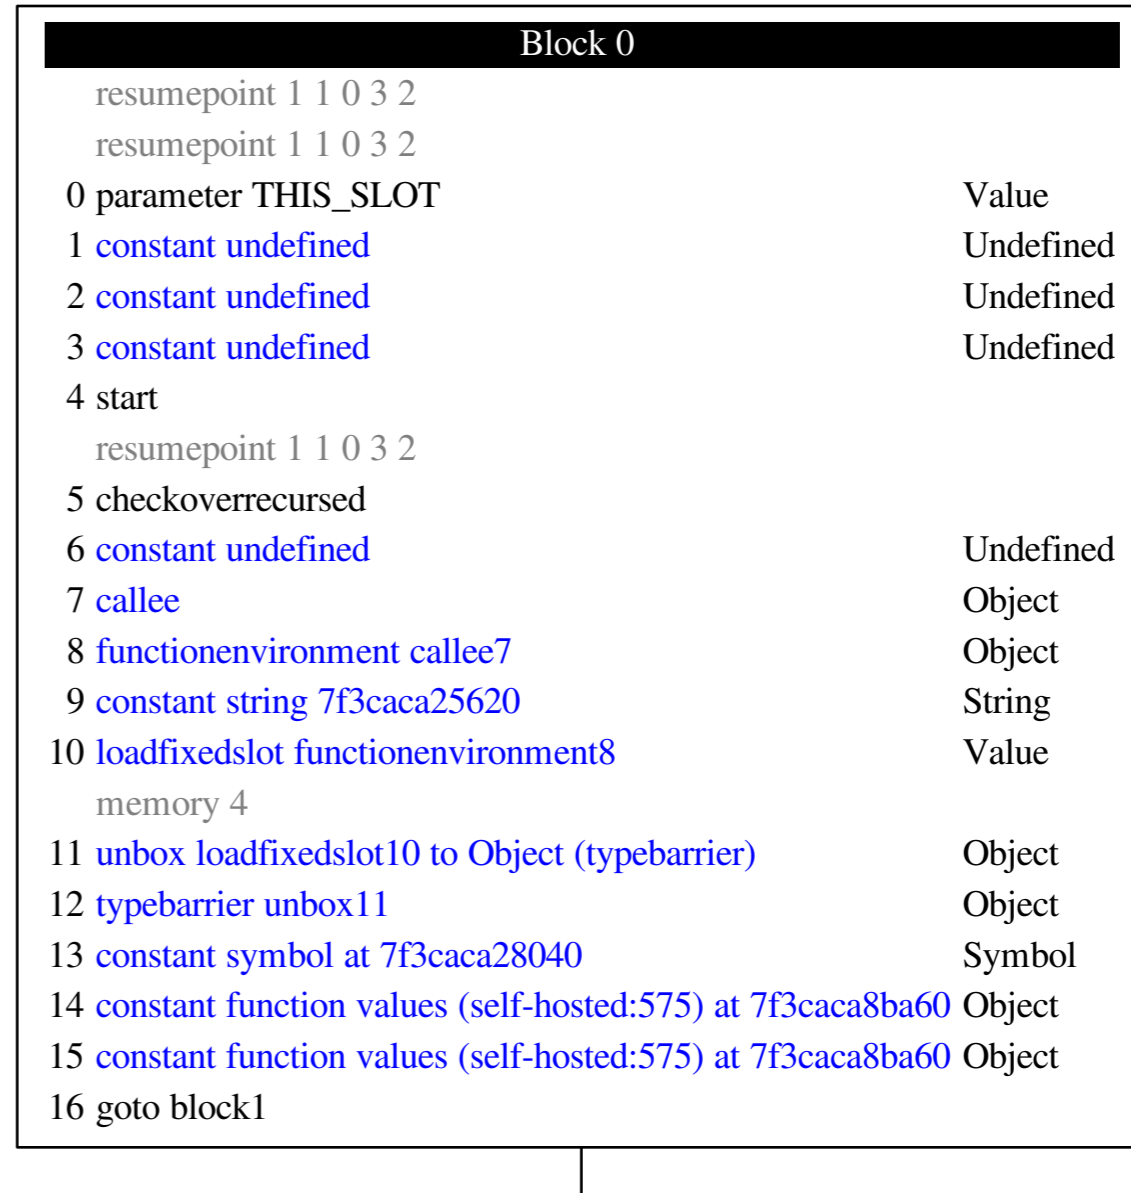 Block 0
resumepoint 1 1 0 3 2
resumepoint 1 1 0 3 2
0 parameter THIS_SLOT Value
1 constant undefined Undefined
2 constant undefined Undefined
3 constant undefined Undefined
4 start
resumepoint 1 1 0 3 2
5 checkoverrecursed
6 constant undefined Undefined
7 callee Object
8 functionenvironment callee7 Object
9 constant string 7f3caca25620 String
10 loadfixedslot functionenvironment8 Value
memory 4
11 unbox loadfixedslot10 to Object (typebarrier) Object
12 typebarrier unbox11 Object
13 constant symbol at 7f3caca28040 Symbol
14 constant function values (self-hosted:575) at 7f3caca8ba60 Object
15 constant function values (self-hosted:575) at 7f3caca8ba60 Object
16 goto block1